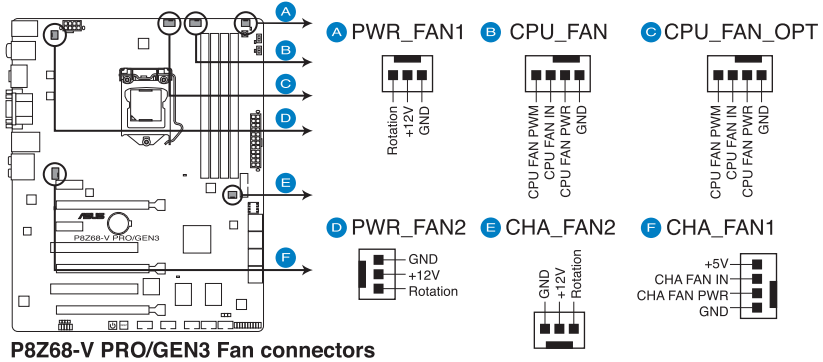 A
B
C
D
E
F
ASUS
P8Z68-V PRO/GEN3
A PWR_FAN1
Rotation
+12V
GND
B CPU_FAN
CPU FAN PWM
CPU FAN IN
CPU FAN PWR
GND
C CPU_FAN_OPT
CPU FAN PWM
CPU FAN IN
CPU FAN PWR
GND
D PWR_FAN2
GND
+12V
Rotation
E CHA_FAN2
GND
+12V
Rotation
F CHA_FAN1
+5V
CHA FAN IN
CHA FAN PWR
GND
P8Z68-V PRO/GEN3 Fan connectors